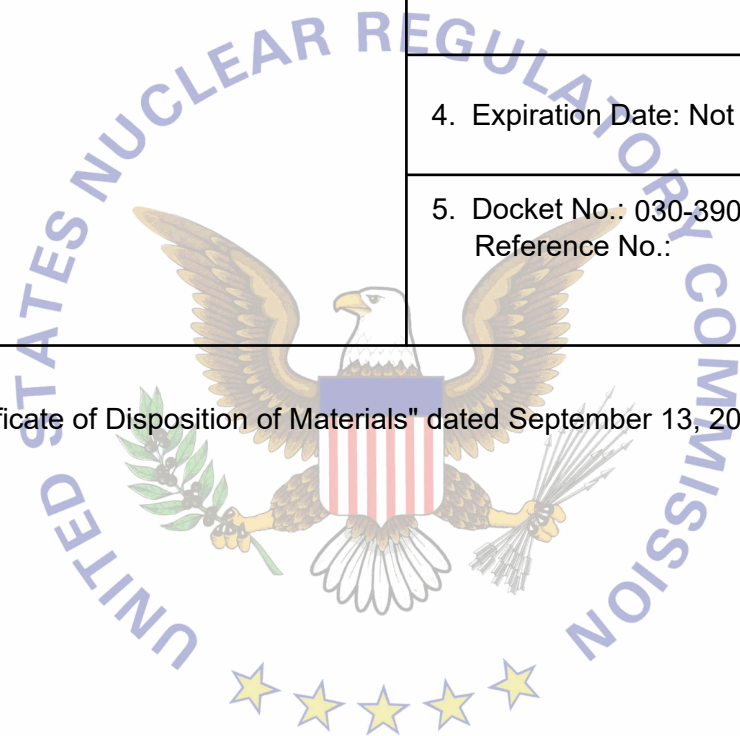 UNITED STATES NUCLEAR REGULATORY COMMISSION
4. Expiration Date: Not
5. Docket No.: 030-390
Reference No.:
ficate of Disposition of Materials" dated September 13, 20